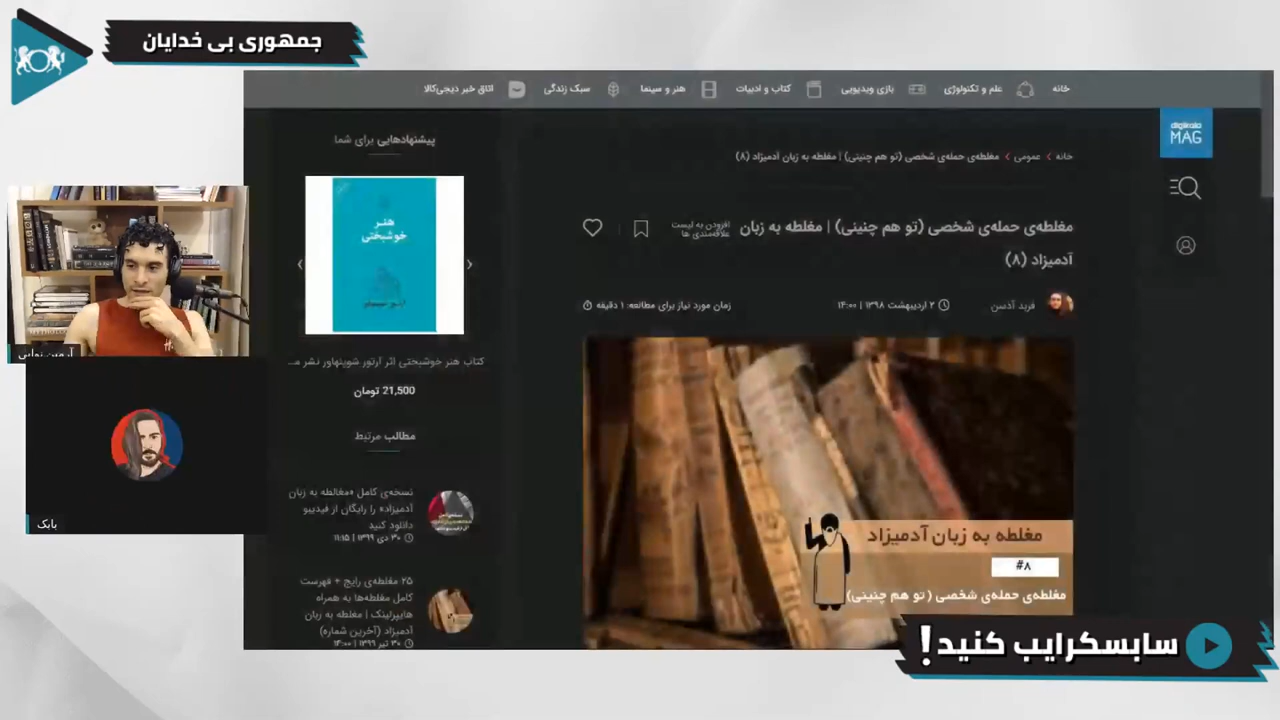 جمهوری بی خدایان
خانه
علم و تکنولوژی
بازی ویدیویی
کتاب و ادبیات
هنر و سینما
سبک زندگی
اتاق خبر دیجی‌کالا
digikala
MAG
خانه › عمومی › مغلطه‌ی حمله‌ی شخصی (تو هم چنینی) | مغلطه به زبان آدمیزاد (۸)
مغلطه‌ی حمله‌ی شخصی (تو هم چنینی) | مغلطه به زبان
آدمیزاد (۸)
افزودن به لیست
علاقه‌مندی ها
فرید آذسن
۲ اردیبهشت ۱۳۹۸ | ۱۴:۰۰
زمان مورد نیاز برای مطالعه: ۱ دقیقه
مغلطه به زبان آدمیزاد
#۸
مغلطه‌ی حمله‌ی شخصی (تو هم چنینی)
پیشنهادهایی برای شما
هنر
خوشبختی
کتاب هنر خوشبختی اثر آرتور شوپنهاور نشر م...
21,500 تومان
مطالب مرتبط
نسخه‌ی کامل «مغالطه به زبان
آدمیزاد» را رایگان از فیدیبو
دانلود کنید
۳۰ دی ۱۳۹۹ | ۱۱:۱۵
۲۵ مغلطه‌ی رایج + فهرست
کامل مغلطه‌ها به همراه
هایپرلینک | مغلطه به زبان
آدمیزاد (آخرین شماره)
۳۰ تیر ۱۳۹۹ | ۱۴:۰۰
آرمین نوابی
بابک
سابسکرایب کنید!